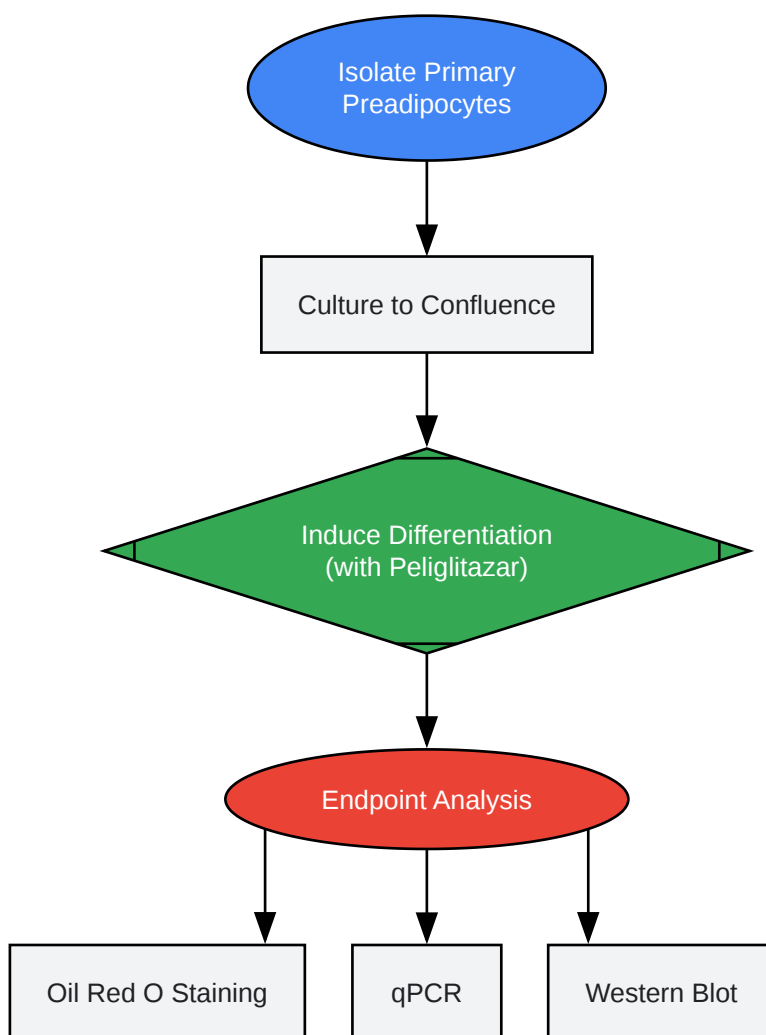 Isolate Primary
Preadipocytes
Culture to Confluence
Induce Differentiation
(with Peliglitazar)
Endpoint Analysis
Oil Red O Staining
qPCR
Western Blot